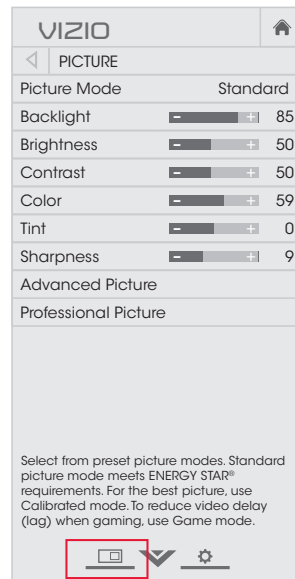 VIZIO
PICTURE
Picture Mode Standard
Backlight - + 85
Brightness - + 50
Contrast - + 50
Color - + 59
Tint - + 0
Sharpness - + 9
Advanced Picture
Professional Picture
Select from preset picture modes. Standard
picture mode meets ENERGY STAR®
requirements. For the best picture, use
Calibrated mode. To reduce video delay
(lag) when gaming, use Game mode.